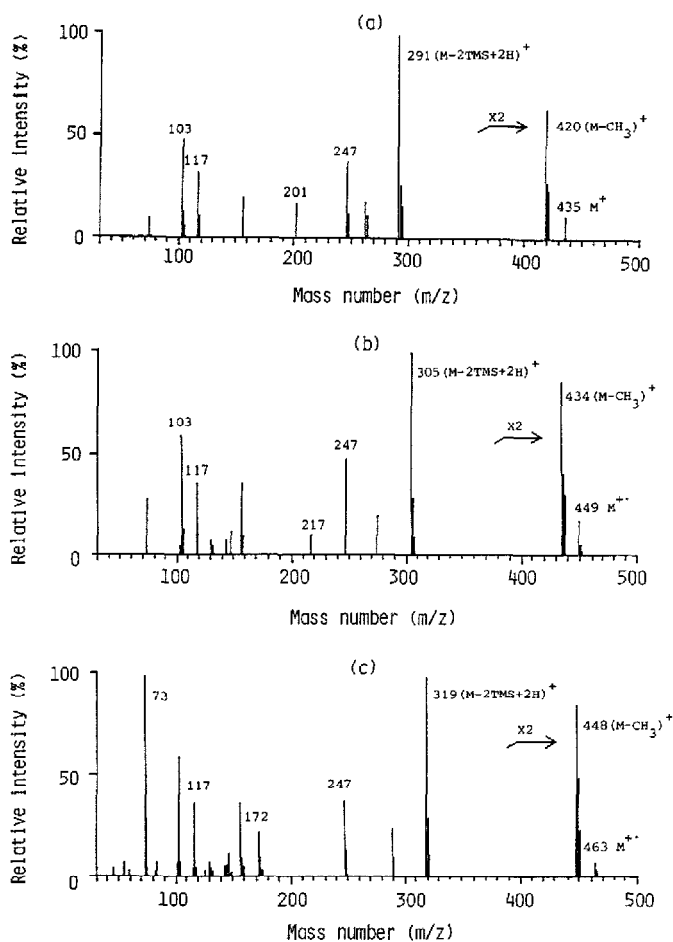 (a)
100
50
0
Relative Intensity (%)
103
117
201
247
291(M-2TMS+2H)+
X2
420(M-CH3)+
435 M+
100
200
300
400
500
Mass number (m/z)
(b)
100
50
0
Relative Intensity (%)
103
117
217
247
305(M-2TMS+2H)+
X2
434(M-CH3)+
449 M+·
100
200
300
400
500
Mass number (m/z)
(c)
100
50
0
Relative Intensity (%)
73
117
172
247
319(M-2TMS+2H)+
X2
448(M-CH3)+
463 M+·
100
200
300
400
500
Mass number (m/z)